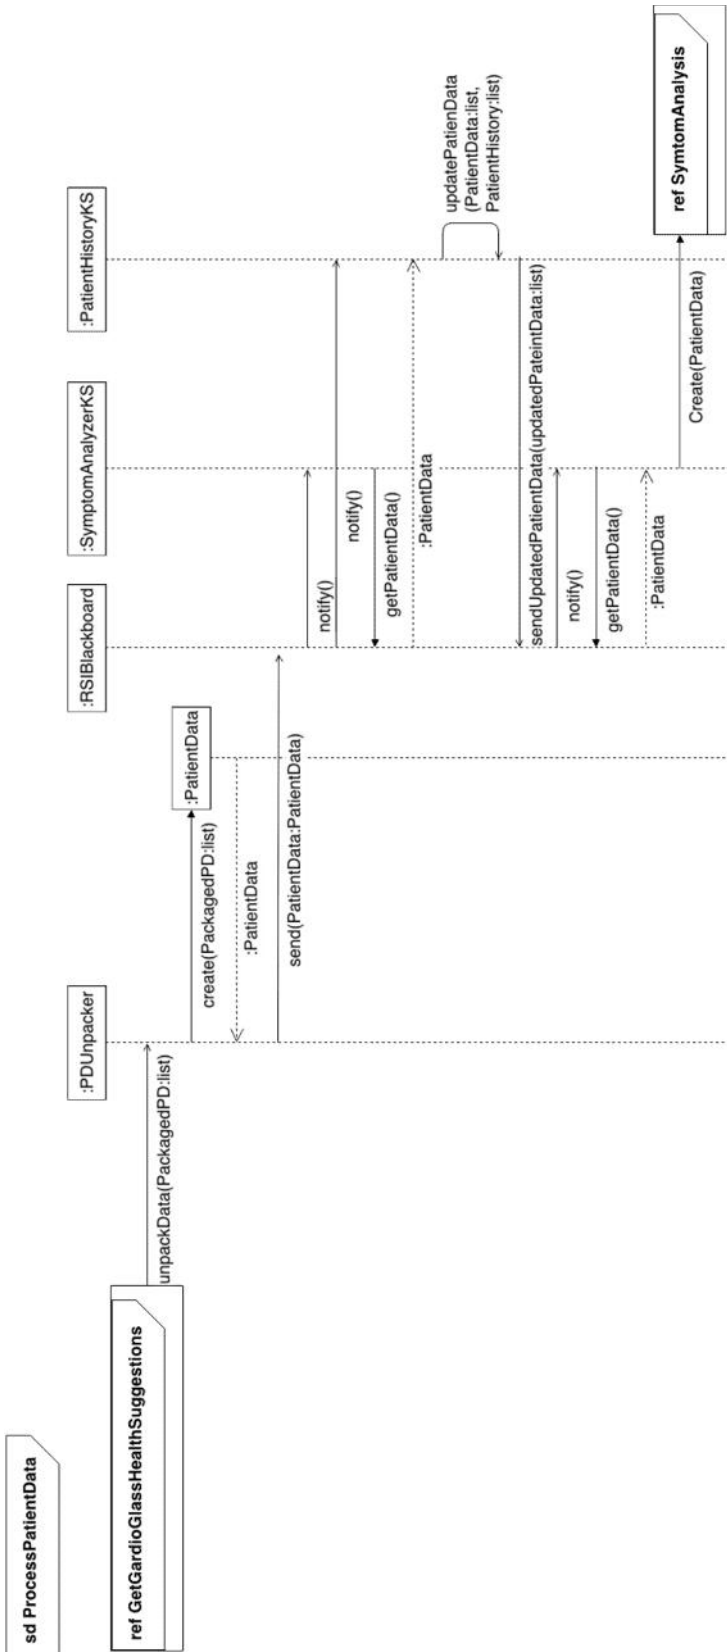 sd ProcessPatientData
ref GetGardioGlassHealthSuggestions
:PDUnpacker
:RSIBlackboard
:SymptomAnalyzerKS
:PatientHistoryKS
unpackData(PackagedPD:list)
:PatientData
create(PackagedPD:list)
:PatientData
send(PatientData:PatientData)
notify()
notify()
getPatientData()
:PatientData
updatePatienData
(PatientData:list,
PatientHistory:list)
sendUpdatedPatientData(updatedPateintData:list)
notify()
getPatientData()
:PatientData
Create(PatientData)
ref SymtomAnalysis